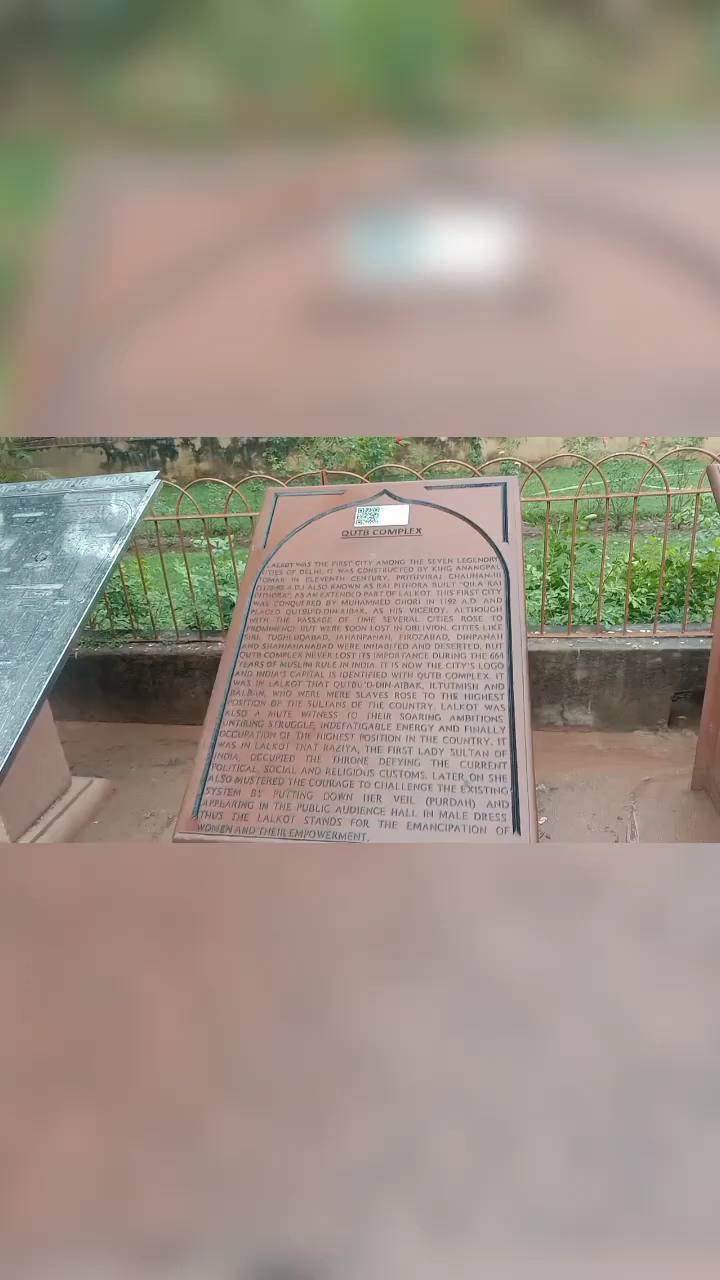 QUTB COMPLEX
LALKOT WAS THE FIRST CITY AMONG THE SEVEN LEGENDARY
CITIES OF DELHI. IT WAS CONSTRUCTED BY KING ANANGPAL
TOMAR IN ELEVENTH CENTURY. PRITHVIRAJ CHAUHAN-III
ALSO KNOWN AS RAI PITHORA BUILT "QILA RAI
PITHORA", AS AN EXTENDED PART OF LALKOT. THIS FIRST CITY
WAS CONQUERED BY MUHAMMED GHORI IN 1192 A.D. AND
PLACED QUTBU'D-DIN-AIBAK, AS HIS VICEROY. ALTHOUGH
WITH THE PASSAGE OF TIME SEVERAL CITIES ROSE TO
PROMINENCE BUT WERE SOON LOST IN OBLIVION. CITIES LIKE
SIRI, TUGHLUQABAD, JAHANPANAH, FIROZABAD, DINPANAH
AND SHAHJAHANABAD WERE INHABITED AND DESERTED, BUT
QUTB COMPLEX NEVER LOST ITS IMPORTANCE DURING THE 664
YEARS OF MUSLIM RULE IN INDIA. IT IS NOW THE CITY'S LOGO
AND INDIA'S CAPITAL IS IDENTIFIED WITH QUTB COMPLEX. IT
WAS IN LALKOT THAT QUTBU'D-DIN-AIBAK, ILTUTMISH AND
BALBAN, WHO WERE MERE SLAVES ROSE TO THE HIGHEST
POSITION OF THE SULTANS OF THE COUNTRY. LALKOT WAS
ALSO A MUTE WITNESS TO THEIR SOARING AMBITIONS,
UNTIRING STRUGGLE, INDEFATIGABLE ENERGY AND FINALLY
OCCUPATION OF THE HIGHEST POSITION IN THE COUNTRY. IT
WAS IN LALKOT THAT RAZIYA, THE FIRST LADY SULTAN OF
INDIA, OCCUPIED THE THRONE DEFYING THE CURRENT
POLITICAL, SOCIAL AND RELIGIOUS CUSTOMS. LATER ON SHE
ALSO MUSTERED THE COURAGE TO CHALLENGE THE EXISTING
SYSTEM BY PUTTING DOWN HER VEIL (PURDAH) AND
APPEARING IN THE PUBLIC AUDIENCE HALL IN MALE DRESS
THUS THE LALKOT STANDS FOR THE EMANCIPATION OF
WOMEN AND THEIR EMPOWERMENT.